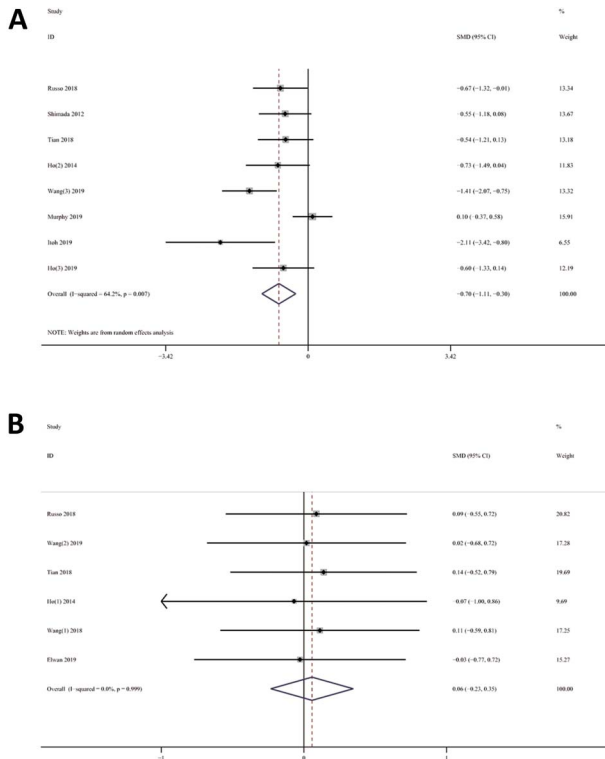 A
Study %
ID SMD (95% CI) Weight
Russo 2018 −0.67 (−1.32, −0.01) 13.34
Shimada 2012 −0.55 (−1.18, 0.08) 13.67
Tian 2018 −0.54 (−1.21, 0.13) 13.18
Ho(2) 2014 −0.73 (−1.49, 0.04) 11.83
Wang(3) 2019 −1.41 (−2.07, −0.75) 13.32
Murphy 2019 0.10 (−0.37, 0.58) 15.91
2019 −2.11 (−3.42, −0.80) 6.55
Ho(3) 2019 −0.60 (−1.33, 0.14) 12.19
Overall (I−squared = 64.2%, p = 0.007) −0.70 (−1.11, −0.30) 100.00
NOTE: Weights are from random effects analysis
−3.42 0 3.42
B
Study %
ID SMD (95% CI) Weight
Russo 2018 0.09 (−0.55, 0.72) 20.82
Wang(2) 2019 0.02 (−0.68, 0.72) 17.28
Tian 2018 0.14 (−0.52, 0.79) 19.69
Ho(1) 2014 −0.07 (−1.00, 0.86) 9.69
Wang(1) 2018 0.11 (−0.59, 0.81) 17.25
Elwan 2019 −0.03 (−0.77, 0.72) 15.27
Overall (I−squared = 0.0%, p = 0.999) 0.06 (−0.23, 0.35) 100.00
0